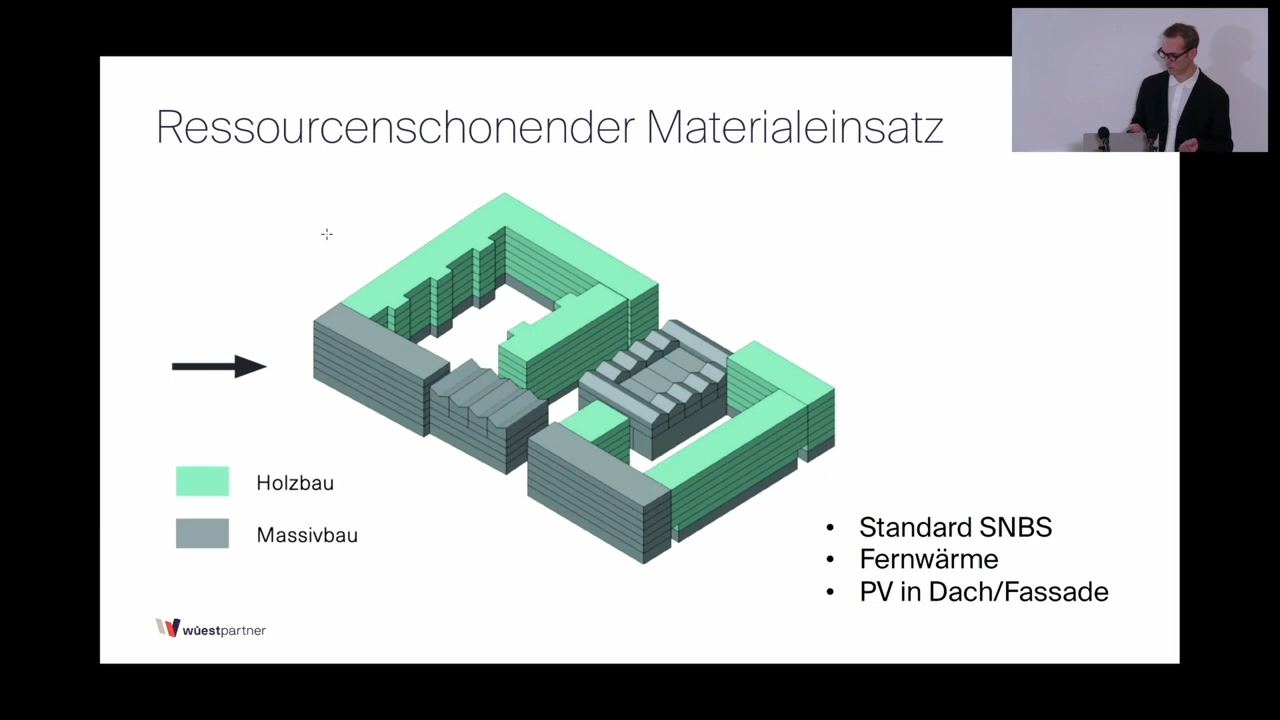 Ressourcenschonender Materialeinsatz
Holzbau
Massivbau
• Standard SNBS
• Fernwärme
• PV in Dach/Fassade
wüestpartner